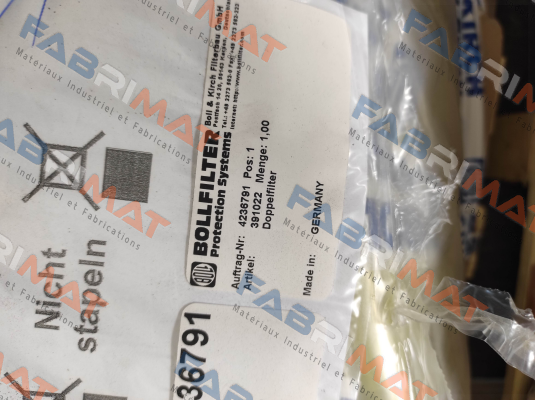 BOLLFILTER
Protection Systems
Boll & Kirch Filterbau GmbH
Auftrag-Nr: 4236791 Pos: 1
Artikel: 391022 Menge: 1,00
Doppelfilter
Made in: GERMANY
Nicht
stapeln
36791
FABRIMAT
Materiaux Industriel et Fabrications